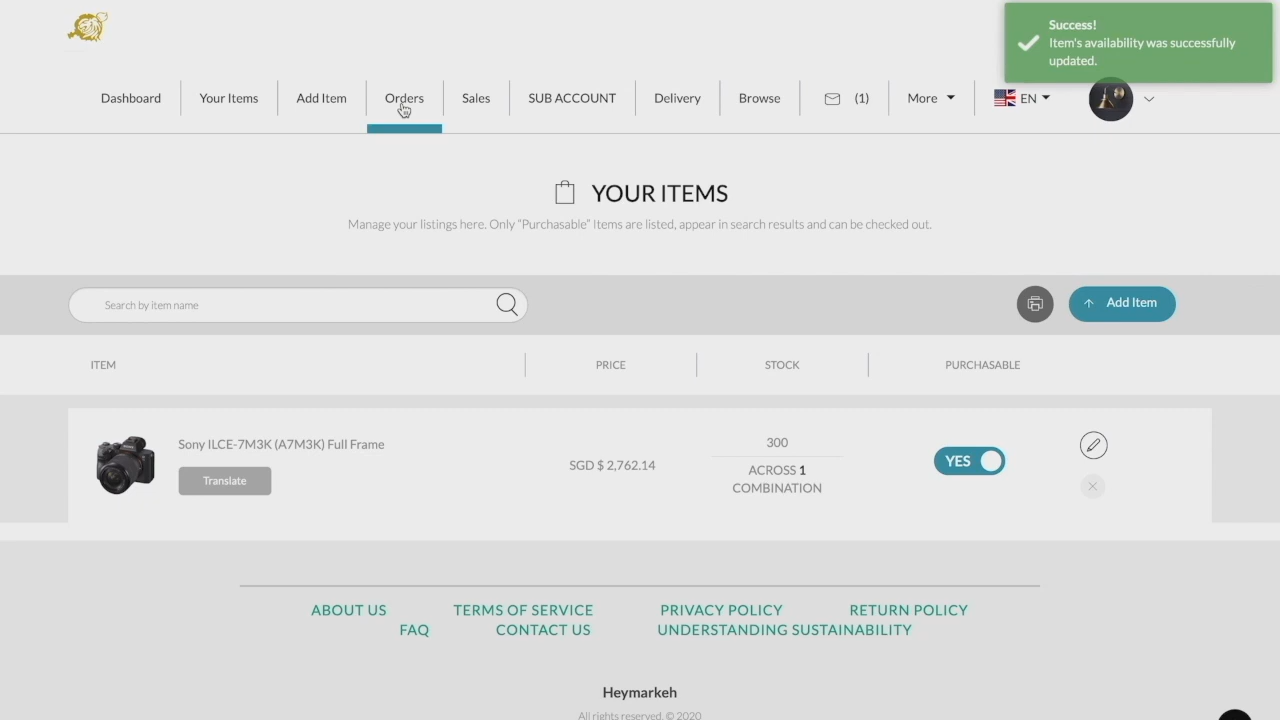 Success!
Item's availability was successfully
updated.
Dashboard
Your Items
Add Item
Orders
Sales
SUB ACCOUNT
Delivery
Browse
(1)
More
EN
YOUR ITEMS
Manage your listings here. Only "Purchasable" Items are listed, appear in search results and can be checked out.
Search by item name
Add Item
ITEM
PRICE
STOCK
PURCHASABLE
Sony ILCE-7M3K (A7M3K) Full Frame
Translate
SGD $ 2,762.14
300
ACROSS 1
COMBINATION
YES
ABOUT US
TERMS OF SERVICE
PRIVACY POLICY
RETURN POLICY
FAQ
CONTACT US
UNDERSTANDING SUSTAINABILITY
Heymarkeh
All rights reserved. © 2020